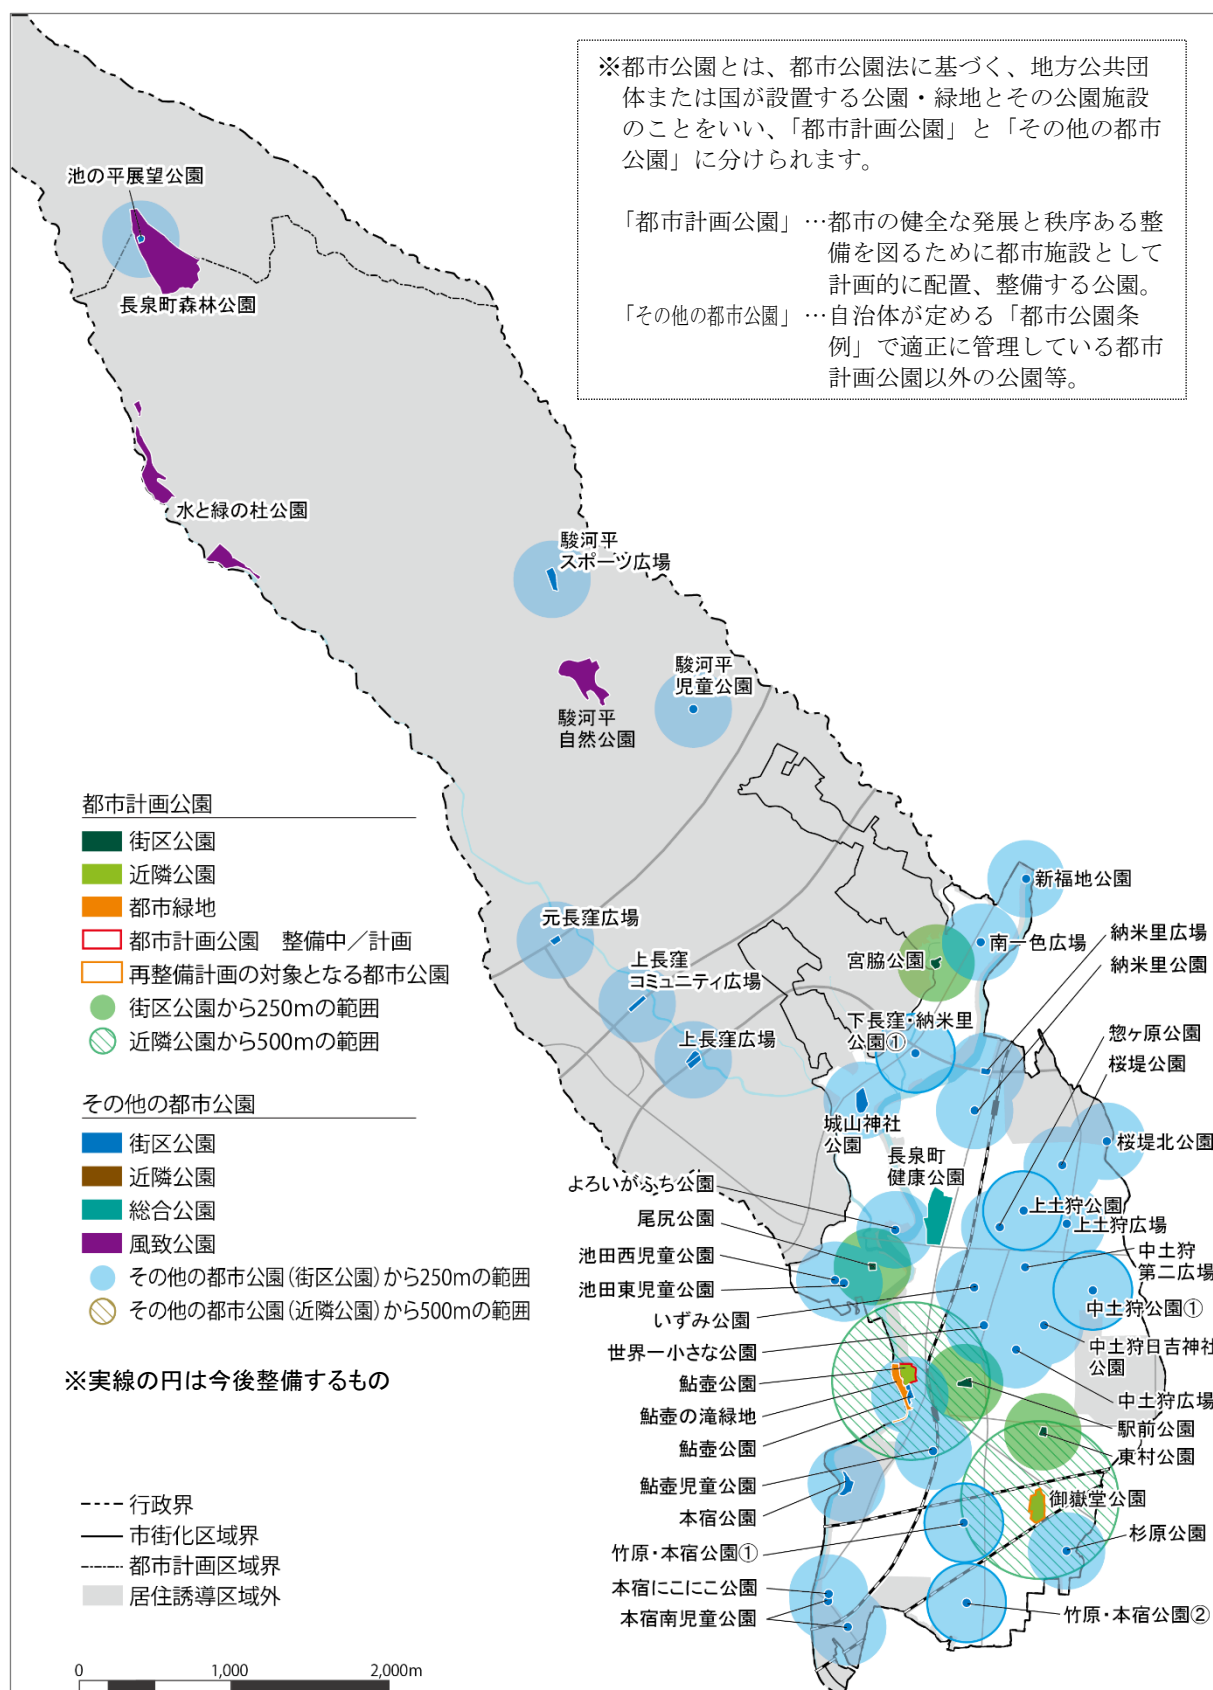 ※都市公園とは、都市公園法に基づく、地方公共団
体または国が設置する公園・緑地とその公園施設
のことをいい、「都市計画公園」と「その他の都市
公園」に分けられます。
「都市計画公園」…都市の健全な発展と秩序ある整
備を図るために都市施設として
計画的に配置、整備する公園。
「その他の都市公園」…自治体が定める「都市公園条
例」で適正に管理している都市
計画公園以外の公園等。
池の平展望公園
長泉町森林公園
水と緑の杜公園
駿河平
スポーツ広場
駿河平
児童公園
駿河平
自然公園
都市計画公園
街区公園
近隣公園
都市緑地
都市計画公園 整備中／計画
再整備計画の対象となる都市公園
街区公園から250mの範囲
近隣公園から500mの範囲
その他の都市公園
街区公園
近隣公園
総合公園
風致公園
その他の都市公園（街区公園）から250mの範囲
その他の都市公園（近隣公園）から500mの範囲
※実線の円は今後整備するもの
行政界
市街化区域界
都市計画区域界
居住誘導区域外
0
1,000
2,000m
新福地公園
元長窪広場
南一色広場
納米里広場
宮脇公園
納米里公園
上長窪
コミュニティ広場
下長窪・納米里
公園①
上長窪広場
惣ヶ原公園
桜堤公園
城山神社
公園
桜堤北公園
長泉町
健康公園
よろいがふち公園
上土狩公園
上土狩広場
尾尻公園
中土狩
第二広場
池田西児童公園
池田東児童公園
中土狩公園①
いずみ公園
中土狩日吉神社
公園
世界一小さな公園
鮎壺公園
中土狩広場
鮎壺の滝緑地
駅前公園
鮎壺公園
東村公園
鮎壺児童公園
御嶽堂公園
本宿公園
杉原公園
竹原・本宿公園①
本宿にこにこ公園
本宿南児童公園
竹原・本宿公園②